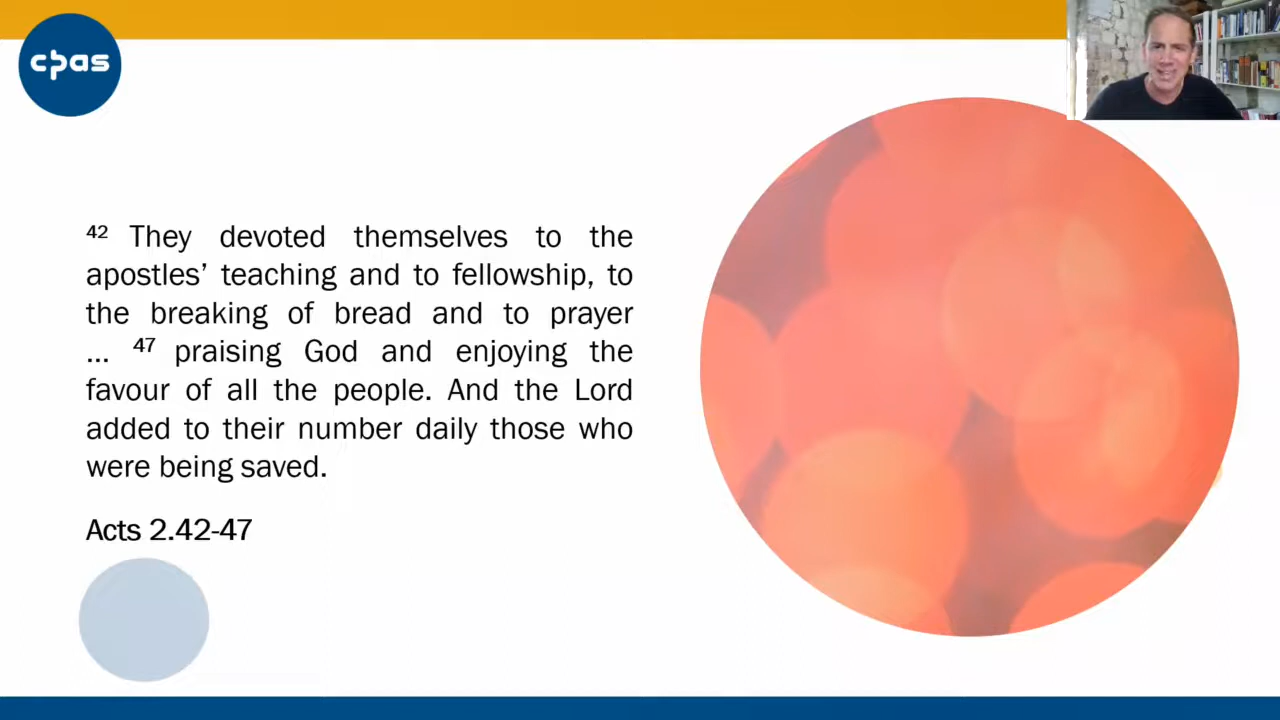 cpas
⁴² They devoted themselves to the
apostles’ teaching and to fellowship, to
the breaking of bread and to prayer
... ⁴⁷ praising God and enjoying the
favour of all the people. And the Lord
added to their number daily those who
were being saved.
Acts 2.42-47